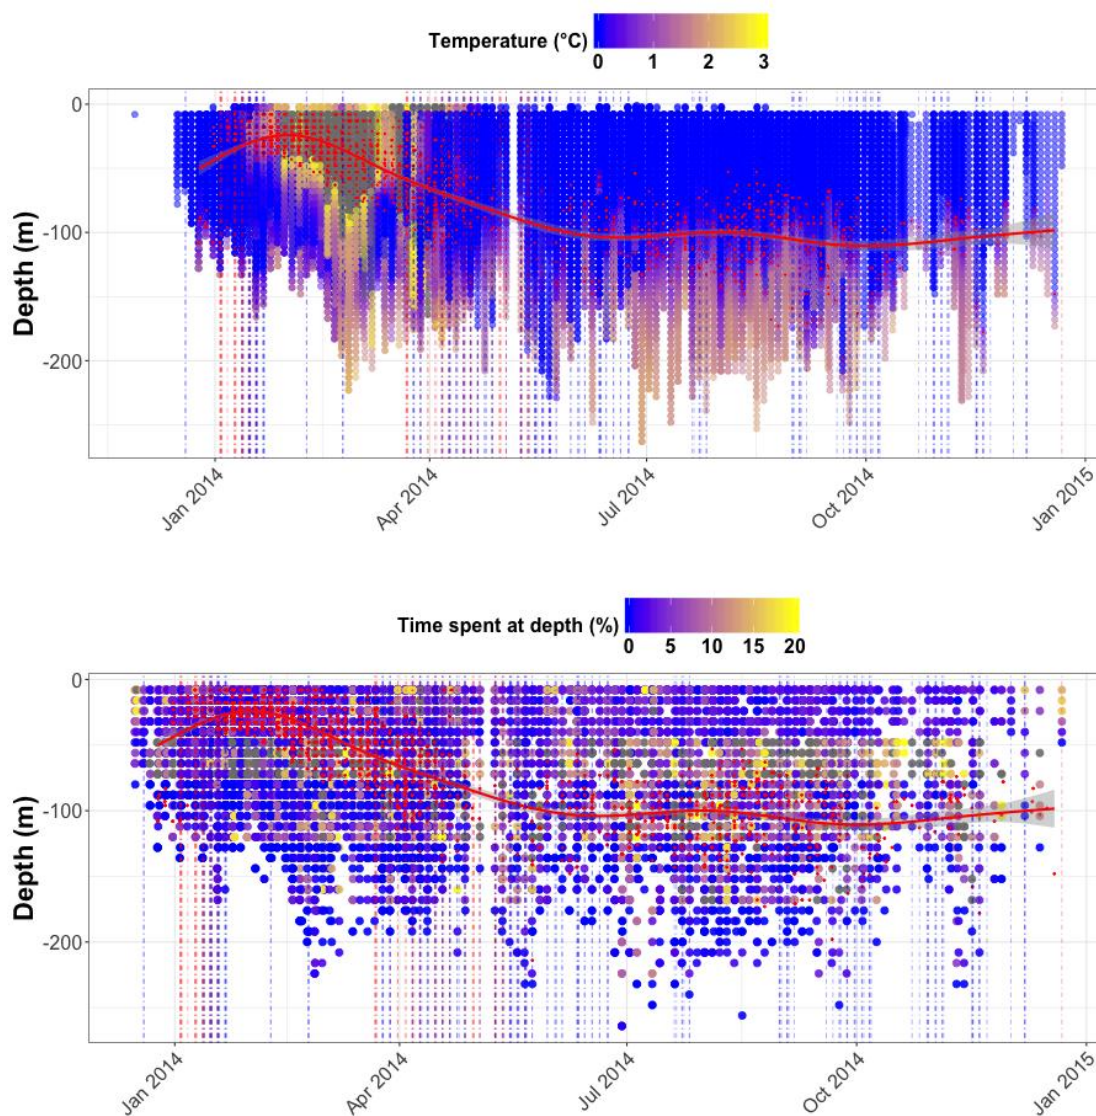 Temperature (°C)
0 1 2 3
Depth (m)
0
-100
-200
Jan 2014 Apr 2014 Jul 2014 Oct 2014 Jan 2015
Time spent at depth (%)
0 5 10 15 20
Depth (m)
0
-100
-200
Jan 2014 Apr 2014 Jul 2014 Oct 2014 Jan 2015